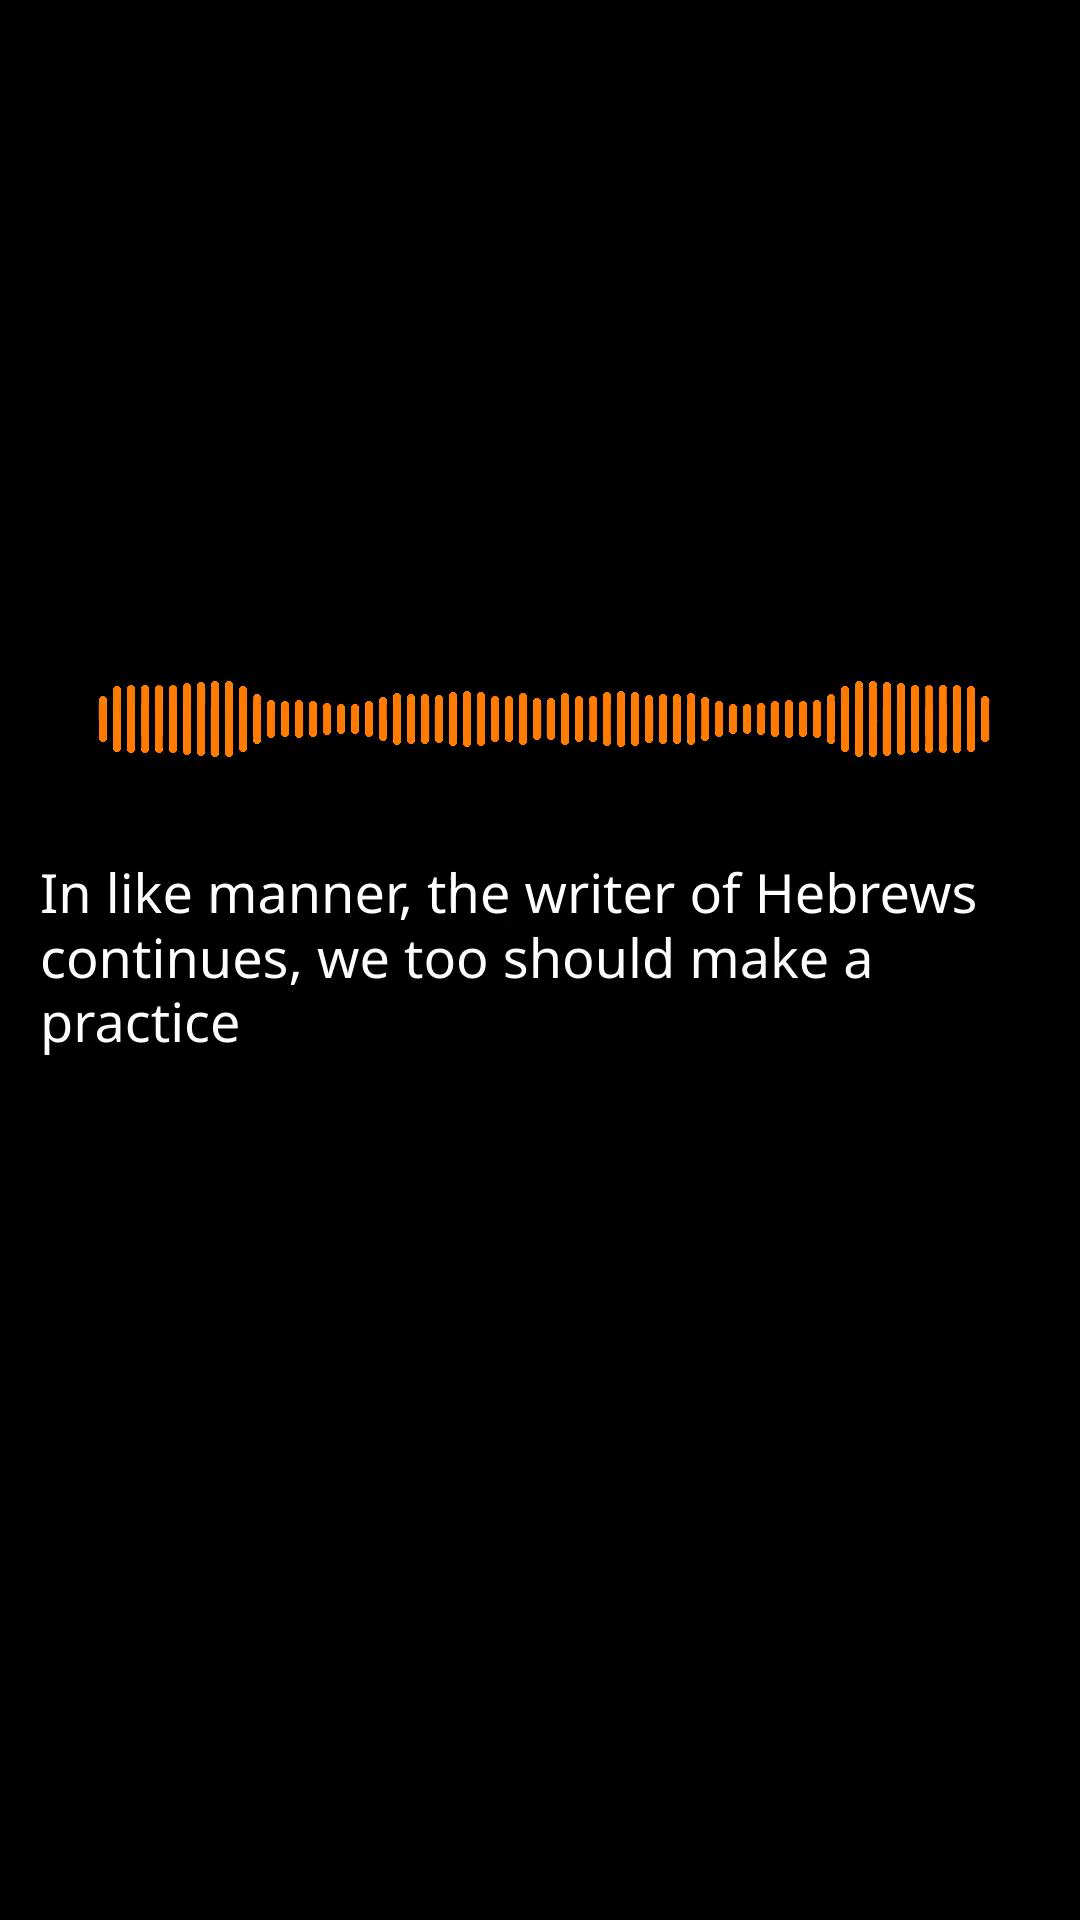 In like manner, the writer of Hebrews
continues, we too should make a
practice